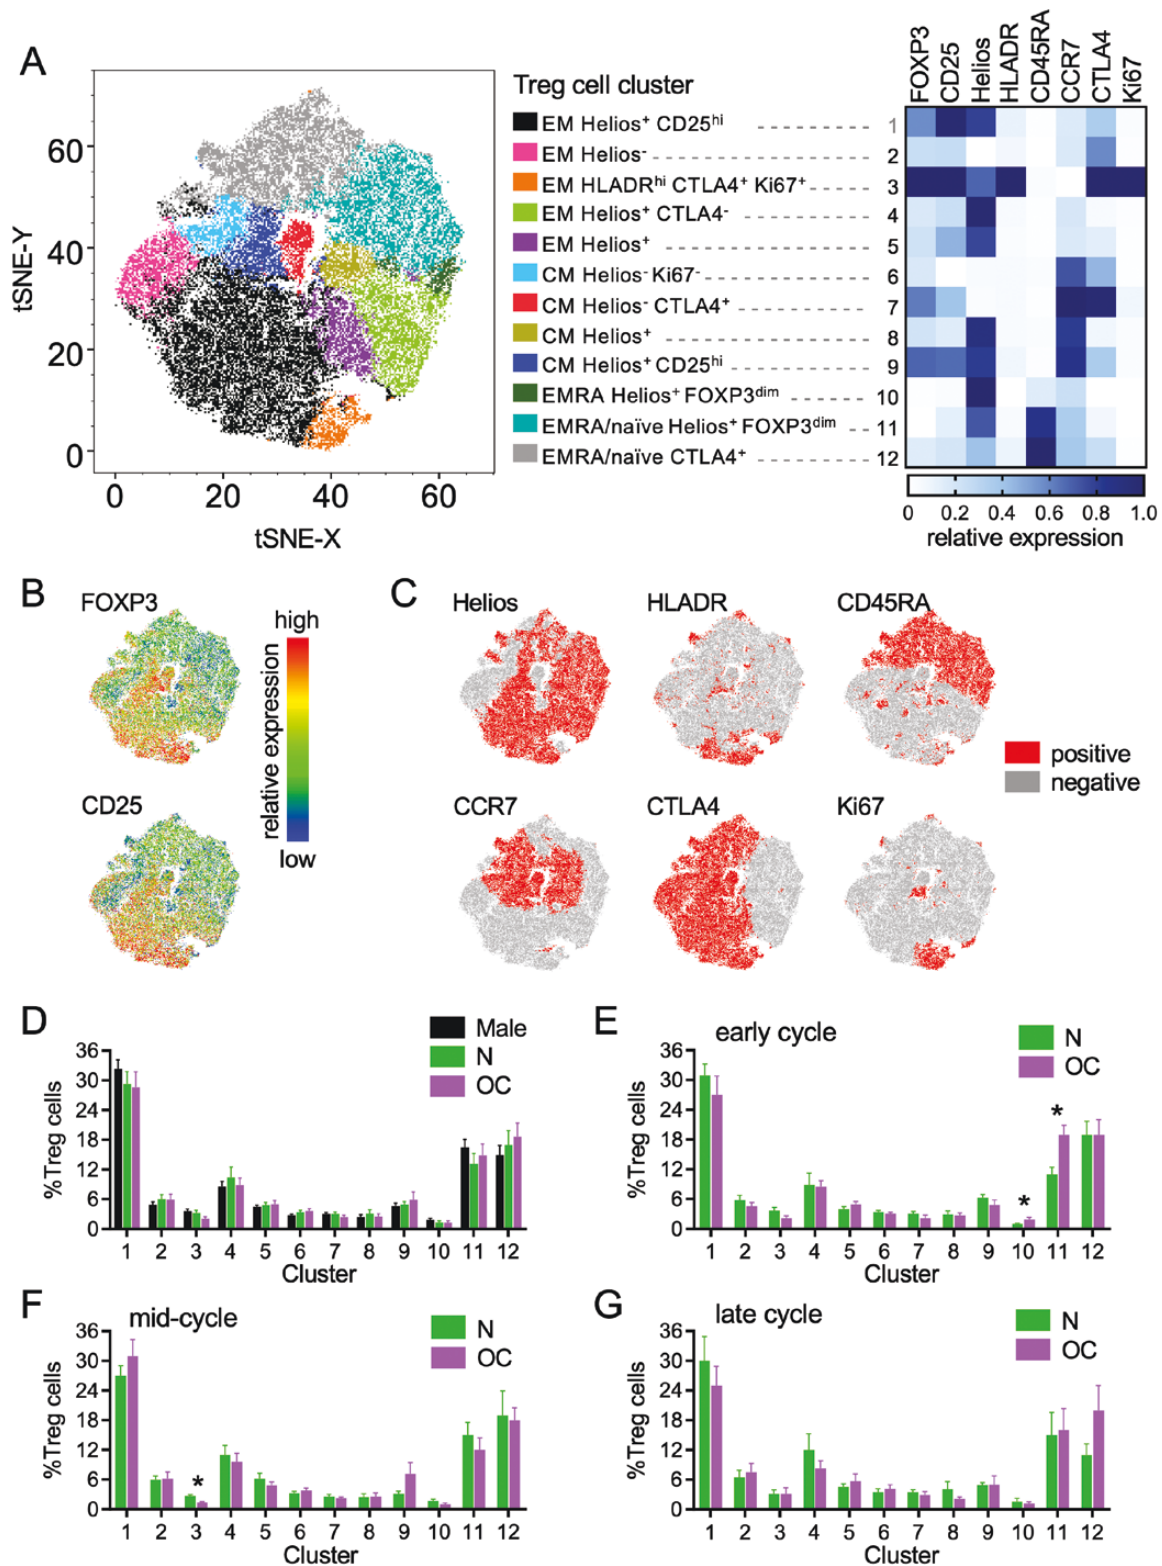 A
Treg cell cluster
FOXP3
CD25
Helios
HLADR
CD45RA
CCR7
CTLA4
Ki67
EM Helios⁺ CD25ʰⁱ 1
EM Helios⁻ 2
EM HLADRʰⁱ CTLA4⁺ Ki67⁺ 3
EM Helios⁺ CTLA4⁻ 4
EM Helios⁺ 5
CM Helios⁻ Ki67⁻ 6
CM Helios⁻ CTLA4⁺ 7
CM Helios⁺ 8
CM Helios⁺ CD25ʰⁱ 9
EMRA Helios⁺ FOXP3ᵈⁱᵐ 10
EMRA/naïve Helios⁺ FOXP3ᵈⁱᵐ 11
EMRA/naïve CTLA4⁺ 12
60
40
20
0
tSNE-Y
0 20 40 60
tSNE-X
0 0.2 0.4 0.6 0.8 1.0
relative expression
B
FOXP3
CD25
high
relative expression
low
C
Helios HLADR CD45RA
CCR7 CTLA4 Ki67
positive
negative
D
Male
N
OC
36
30
24
18
12
6
0
%Treg cells
1 2 3 4 5 6 7 8 9 10 11 12
Cluster
E
early cycle
N
OC
36
30
24
18
12
6
0
%Treg cells
* *
1 2 3 4 5 6 7 8 9 10 11 12
Cluster
F
mid-cycle
N
OC
36
30
24
18
12
6
0
%Treg cells
*
1 2 3 4 5 6 7 8 9 10 11 12
Cluster
G
late cycle
N
OC
36
30
24
18
12
6
0
%Treg cells
1 2 3 4 5 6 7 8 9 10 11 12
Cluster